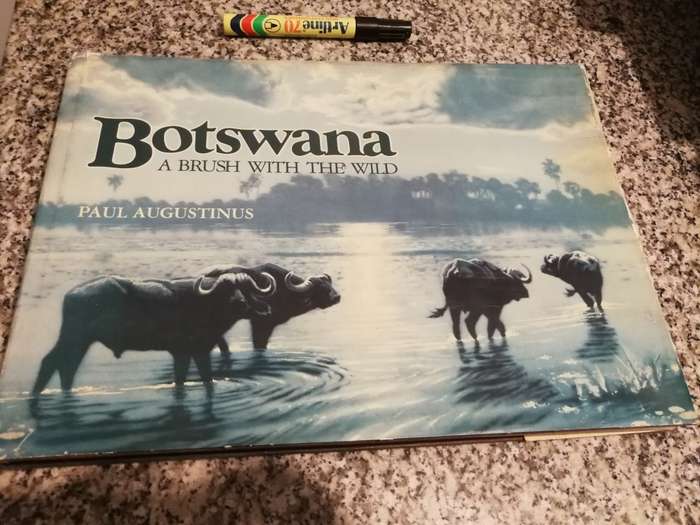 Artline 70
Botswana
A BRUSH WITH THE WILD
PAUL AUGUSTINUS